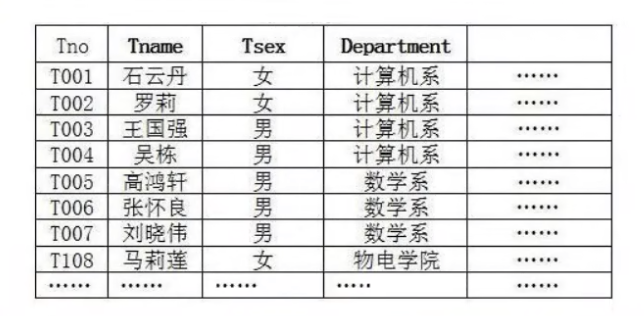 Tno Tname Tsex Department
T001 石云丹 女 计算机系 ……
T002 罗莉 女 计算机系 ……
T003 王国强 男 计算机系 ……
T004 吴栋 男 计算机系 ……
T005 高鸿轩 男 数学系 ……
T006 张怀良 男 数学系 ……
T007 刘晓伟 男 数学系 ……
T108 马莉莲 女 物电学院 ……
…… …… …… ….. ……